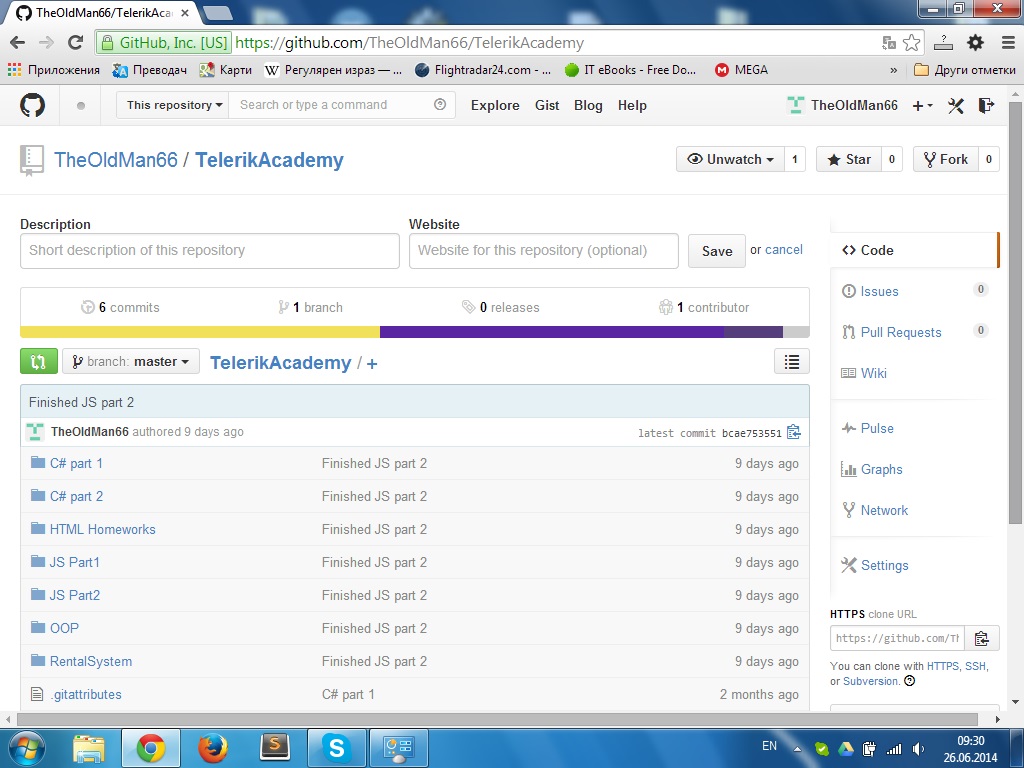 TheOldMan66/TelerikAca
GitHub, Inc. [US] https://github.com/TheOldMan66/TelerikAcademy
Приложения Преводач Карти Регулярен израз — ... Flightradar24.com - ... IT eBooks - Free Do... MEGA » Други отметки
This repository Search or type a command Explore Gist Blog Help TheOldMan66
TheOldMan66 / TelerikAcademy
Unwatch 1 Star 0 Fork 0
Description Website
Short description of this repository Website for this repository (optional) Save or cancel
6 commits 1 branch 0 releases 1 contributor
branch: master TelerikAcademy / +
Finished JS part 2
TheOldMan66 authored 9 days ago latest commit bcae753551
C# part 1 Finished JS part 2 9 days ago
C# part 2 Finished JS part 2 9 days ago
HTML Homeworks Finished JS part 2 9 days ago
JS Part1 Finished JS part 2 9 days ago
JS Part2 Finished JS part 2 9 days ago
OOP Finished JS part 2 9 days ago
RentalSystem Finished JS part 2 9 days ago
.gitattributes C# part 1 2 months ago
Code
Issues 0
Pull Requests 0
Wiki
Pulse
Graphs
Network
Settings
HTTPS clone URL
https://github.com/Th
You can clone with HTTPS, SSH,
or Subversion.
EN 09:30
26.06.2014